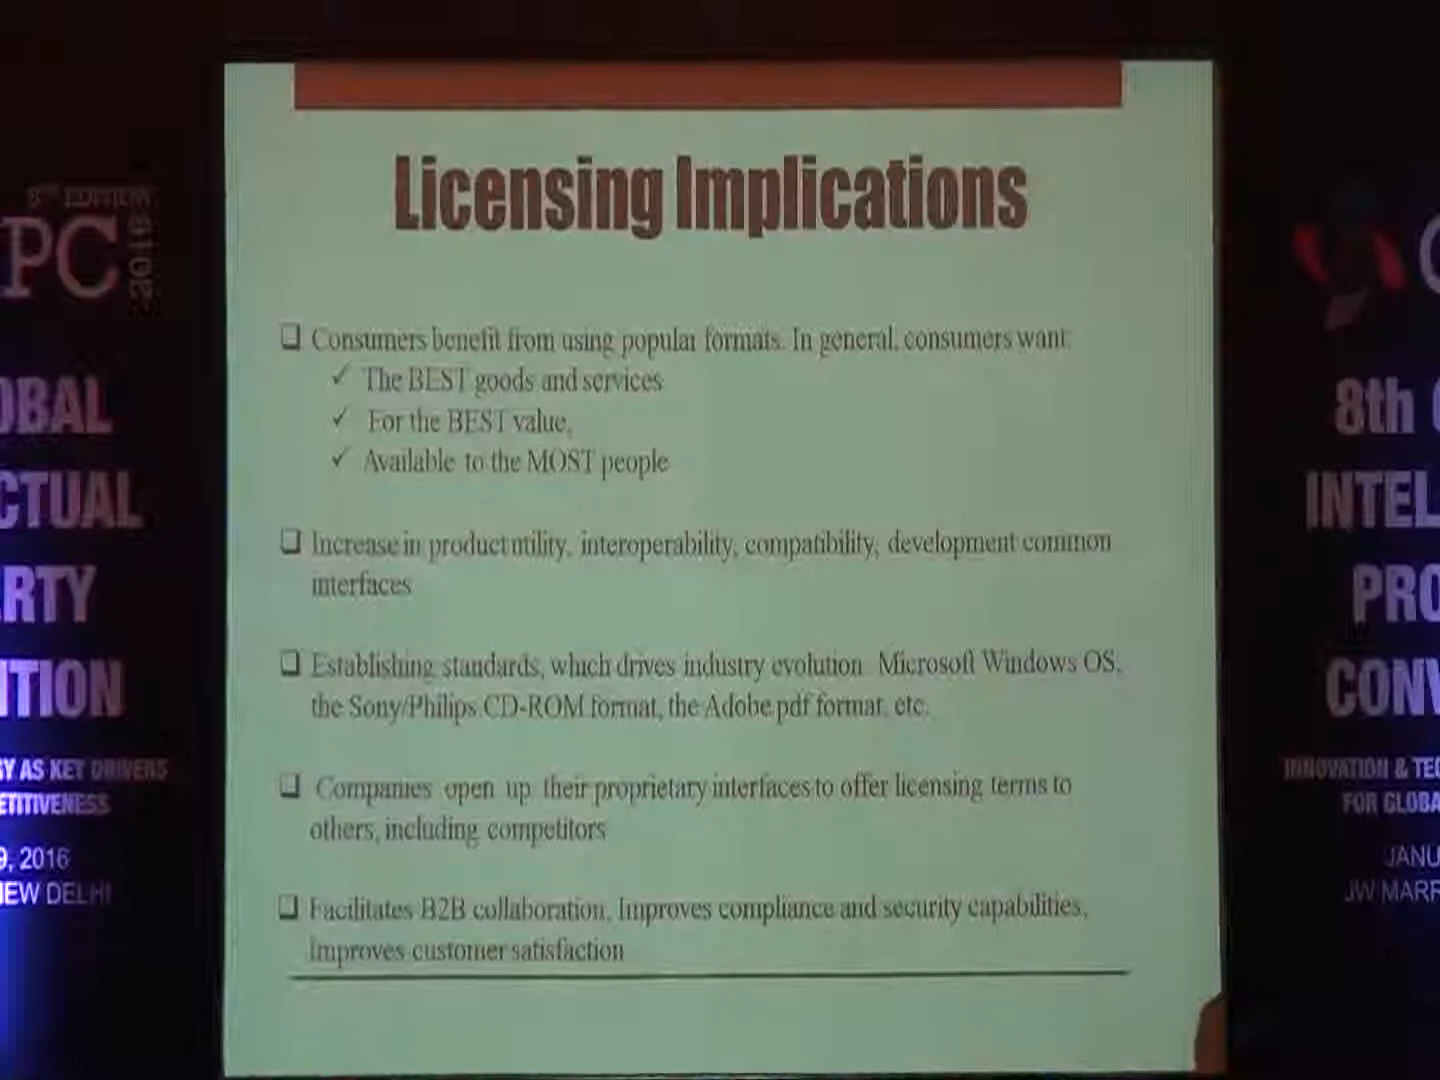 Licensing Implications
❑ Consumers benefit from using popular formats. In general, consumers want:
✓ The BEST goods and services
✓ For the BEST value,
✓ Available to the MOST people
❑ Increase in product utility, interoperability, compatibility, development common
interfaces
❑ Establishing standards, which drives industry evolution. Microsoft Windows OS,
the Sony/Philips CD-ROM format, the Adobe pdf format, etc.
❑ Companies open up their proprietary interfaces to offer licensing terms to
others, including competitors
❑ Facilitates B2B collaboration, Improves compliance and security capabilities,
Improves customer satisfaction
8TH EDITION
PC
2016
OBAL
CTUAL
RTY
TION
GY AS KEY DRIVERS
ETITIVENESS
9, 2016
EW DELHI
8th
INTEL
PRO
CONV
INNOVATION & TEC
FOR GLOBA
JANU
JW MARR